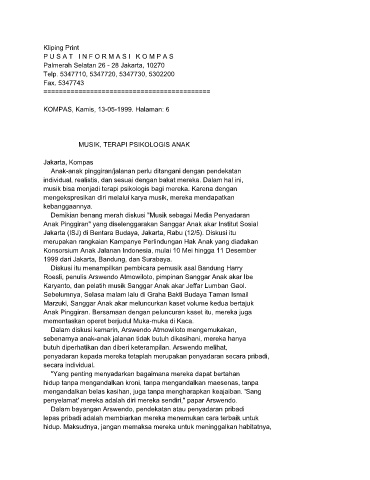 Kliping Print
P U S A T   I N F O R M A S I   K O M P A S
Palmerah Selatan 26 - 28 Jakarta, 10270
Telp. 5347710, 5347720, 5347730, 5302200
Fax. 5347743
=============================================
KOMPAS, Kamis, 13-05-1999. Halaman: 6
MUSIK, TERAPI PSIKOLOGIS ANAK
Jakarta, Kompas
Anak-anak pinggiran/jalanan perlu ditangani dengan pendekatan
individual, realistis, dan sesuai dengan bakat mereka. Dalam hal ini,
musik bisa menjadi terapi psikologis bagi mereka. Karena dengan
mengekspresikan diri melalui karya musik, mereka mendapatkan
kebanggaannya.
Demikian benang merah diskusi "Musik sebagai Media Penyadaran
Anak Pinggiran" yang diselenggarakan Sanggar Anak akar Institut Sosial
Jakarta (ISJ) di Bentara Budaya, Jakarta, Rabu (12/5). Diskusi itu
merupakan rangkaian Kampanye Perlindungan Hak Anak yang diadakan
Konsorsium Anak Jalanan Indonesia, mulai 10 Mei hingga 11 Desember
1999 dari Jakarta, Bandung, dan Surabaya.
Diskusi itu menampilkan pembicara pemusik asal Bandung Harry
Roesli, penulis Arswendo Atmowiloto, pimpinan Sanggar Anak akar Ibe
Karyanto, dan pelatih musik Sanggar Anak akar Jeffar Lumban Gaol.
Sebelumnya, Selasa malam lalu di Graha Bakti Budaya Taman Ismail
Marzuki, Sanggar Anak akar meluncurkan kaset volume kedua bertajuk
Anak Pinggiran. Bersamaan dengan peluncuran kaset itu, mereka juga
mementaskan operet berjudul Muka-muka di Kaca.
Dalam diskusi kemarin, Arswendo Atmowiloto mengemukakan,
sebenarnya anak-anak jalanan tidak butuh dikasihani, mereka hanya
butuh diperhatikan dan diberi keterampilan. Arswendo melihat,
penyadaran kepada mereka tetaplah merupakan penyadaran secara pribadi,
secara individual.
"Yang penting menyadarkan bagaimana mereka dapat bertahan
hidup tanpa mengandalkan kroni, tanpa mengandalkan maesenas, tanpa
mengandalkan belas kasihan, juga tanpa mengharapkan keajaiban. 'Sang
penyelamat' mereka adalah diri mereka sendiri," papar Arswendo.
Dalam bayangan Arswendo, pendekatan atau penyadaran pribadi
lepas pribadi adalah membiarkan mereka menemukan cara terbaik untuk
hidup. Maksudnya, jangan memaksa mereka untuk meninggalkan habitatnya,